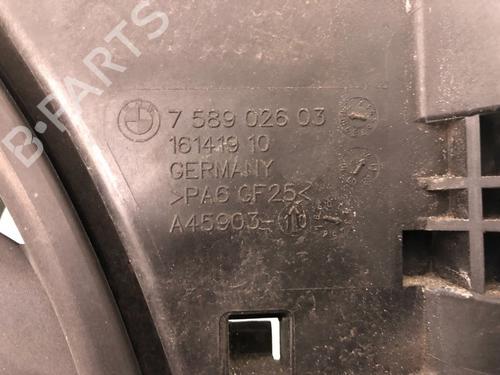 B-PARTS
7 589 026 03
161419 10
GERMANY
>PA6 GF25<
A45903- 10